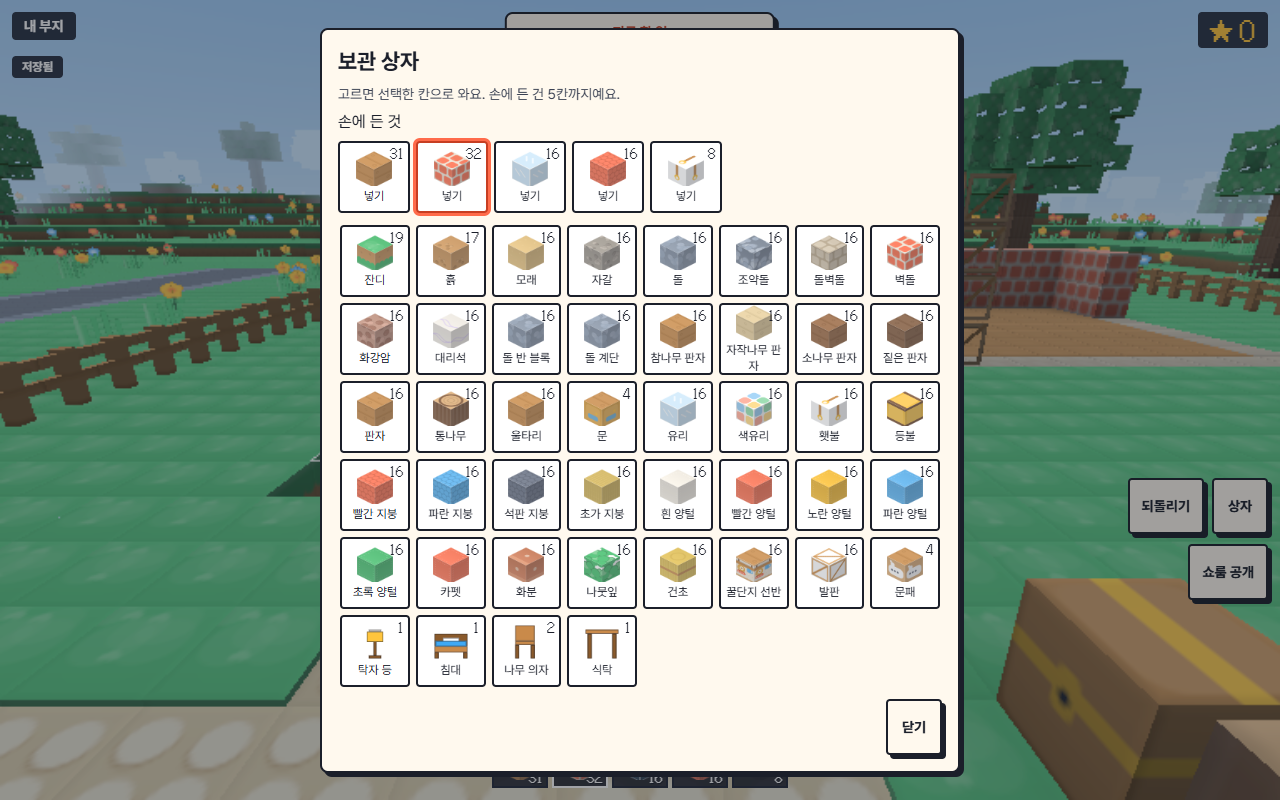 내 부지
저장됨
0
보관 상자
고르면 선택한 칸으로 와요. 손에 든 건 5칸까지예요.
손에 든 것
31 32 16 16 8
넣기 넣기 넣기 넣기 넣기
19 17 16 16 16 16 16 16
잔디 흙 모래 자갈 돌 조약돌 돌벽돌 벽돌
16 16 16 16 16 16 16 16
화강암 대리석 돌 반 블록 돌 계단 참나무 판자 자작나무 판자 소나무 판자 짙은 판자
16 16 16 4 16 16 16 16
판자 통나무 울타리 문 유리 색유리 횃불 등불
16 16 16 16 16 16 16 16
빨간 지붕 파란 지붕 석판 지붕 초가 지붕 흰 양털 빨간 양털 노란 양털 파란 양털
16 16 16 16 16 16 16 4
초록 양털 카펫 화분 나뭇잎 건초 꿀단지 선반 발판 문패
1 1 2 1
탁자 등 침대 나무 의자 식탁
되돌리기 상자
쇼룸 공개
닫기
31 32 16 16 8